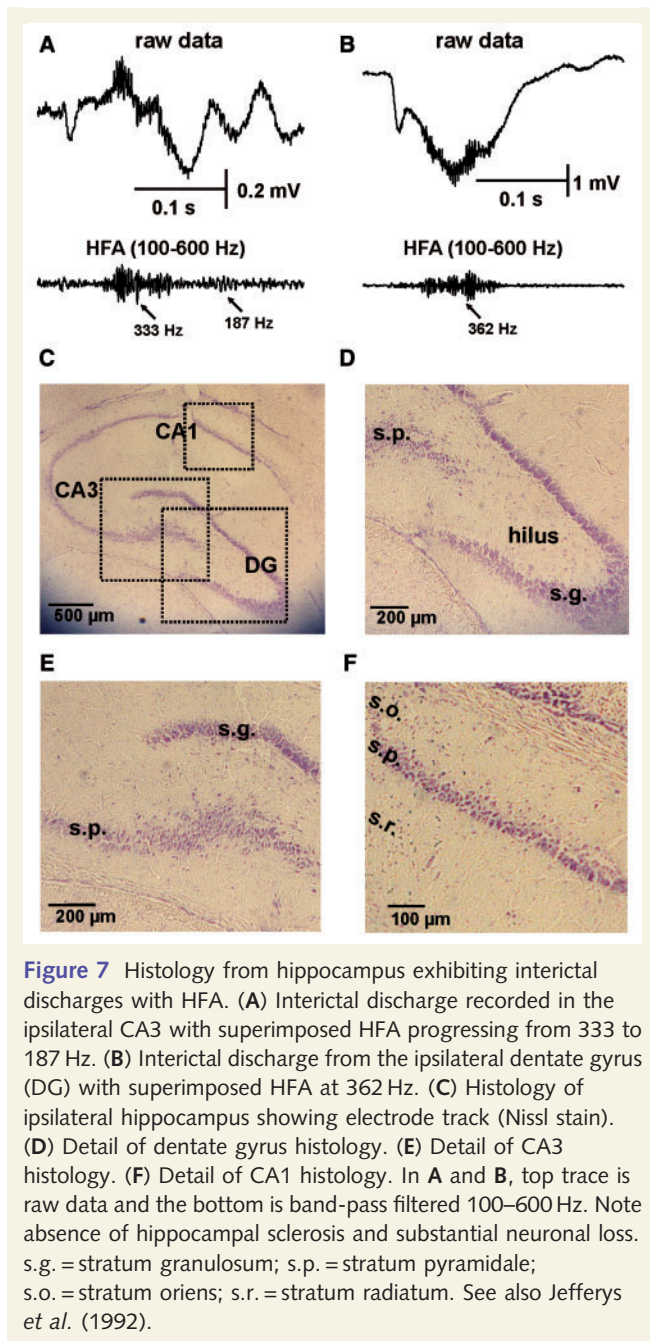 A
raw data
0.2 mV
0.1 s
HFA (100-600 Hz)
333 Hz
187 Hz
B
raw data
1 mV
0.1 s
HFA (100-600 Hz)
362 Hz
C
CA1
CA3
DG
500 µm
D
s.p.
hilus
s.g.
200 µm
E
s.g.
s.p.
200 µm
F
s.o.
s.p.
s.r.
100 µm
Figure 7 Histology from hippocampus exhibiting interictal
discharges with HFA. (A) Interictal discharge recorded in the
ipsilateral CA3 with superimposed HFA progressing from 333 to
187 Hz. (B) Interictal discharge from the ipsilateral dentate gyrus
(DG) with superimposed HFA at 362 Hz. (C) Histology of
ipsilateral hippocampus showing electrode track (Nissl stain).
(D) Detail of dentate gyrus histology. (E) Detail of CA3
histology. (F) Detail of CA1 histology. In A and B, top trace is
raw data and the bottom is band-pass filtered 100–600 Hz. Note
absence of hippocampal sclerosis and substantial neuronal loss.
s.g. = stratum granulosum; s.p. = stratum pyramidale;
s.o. = stratum oriens; s.r. = stratum radiatum. See also Jefferys
et al. (1992).